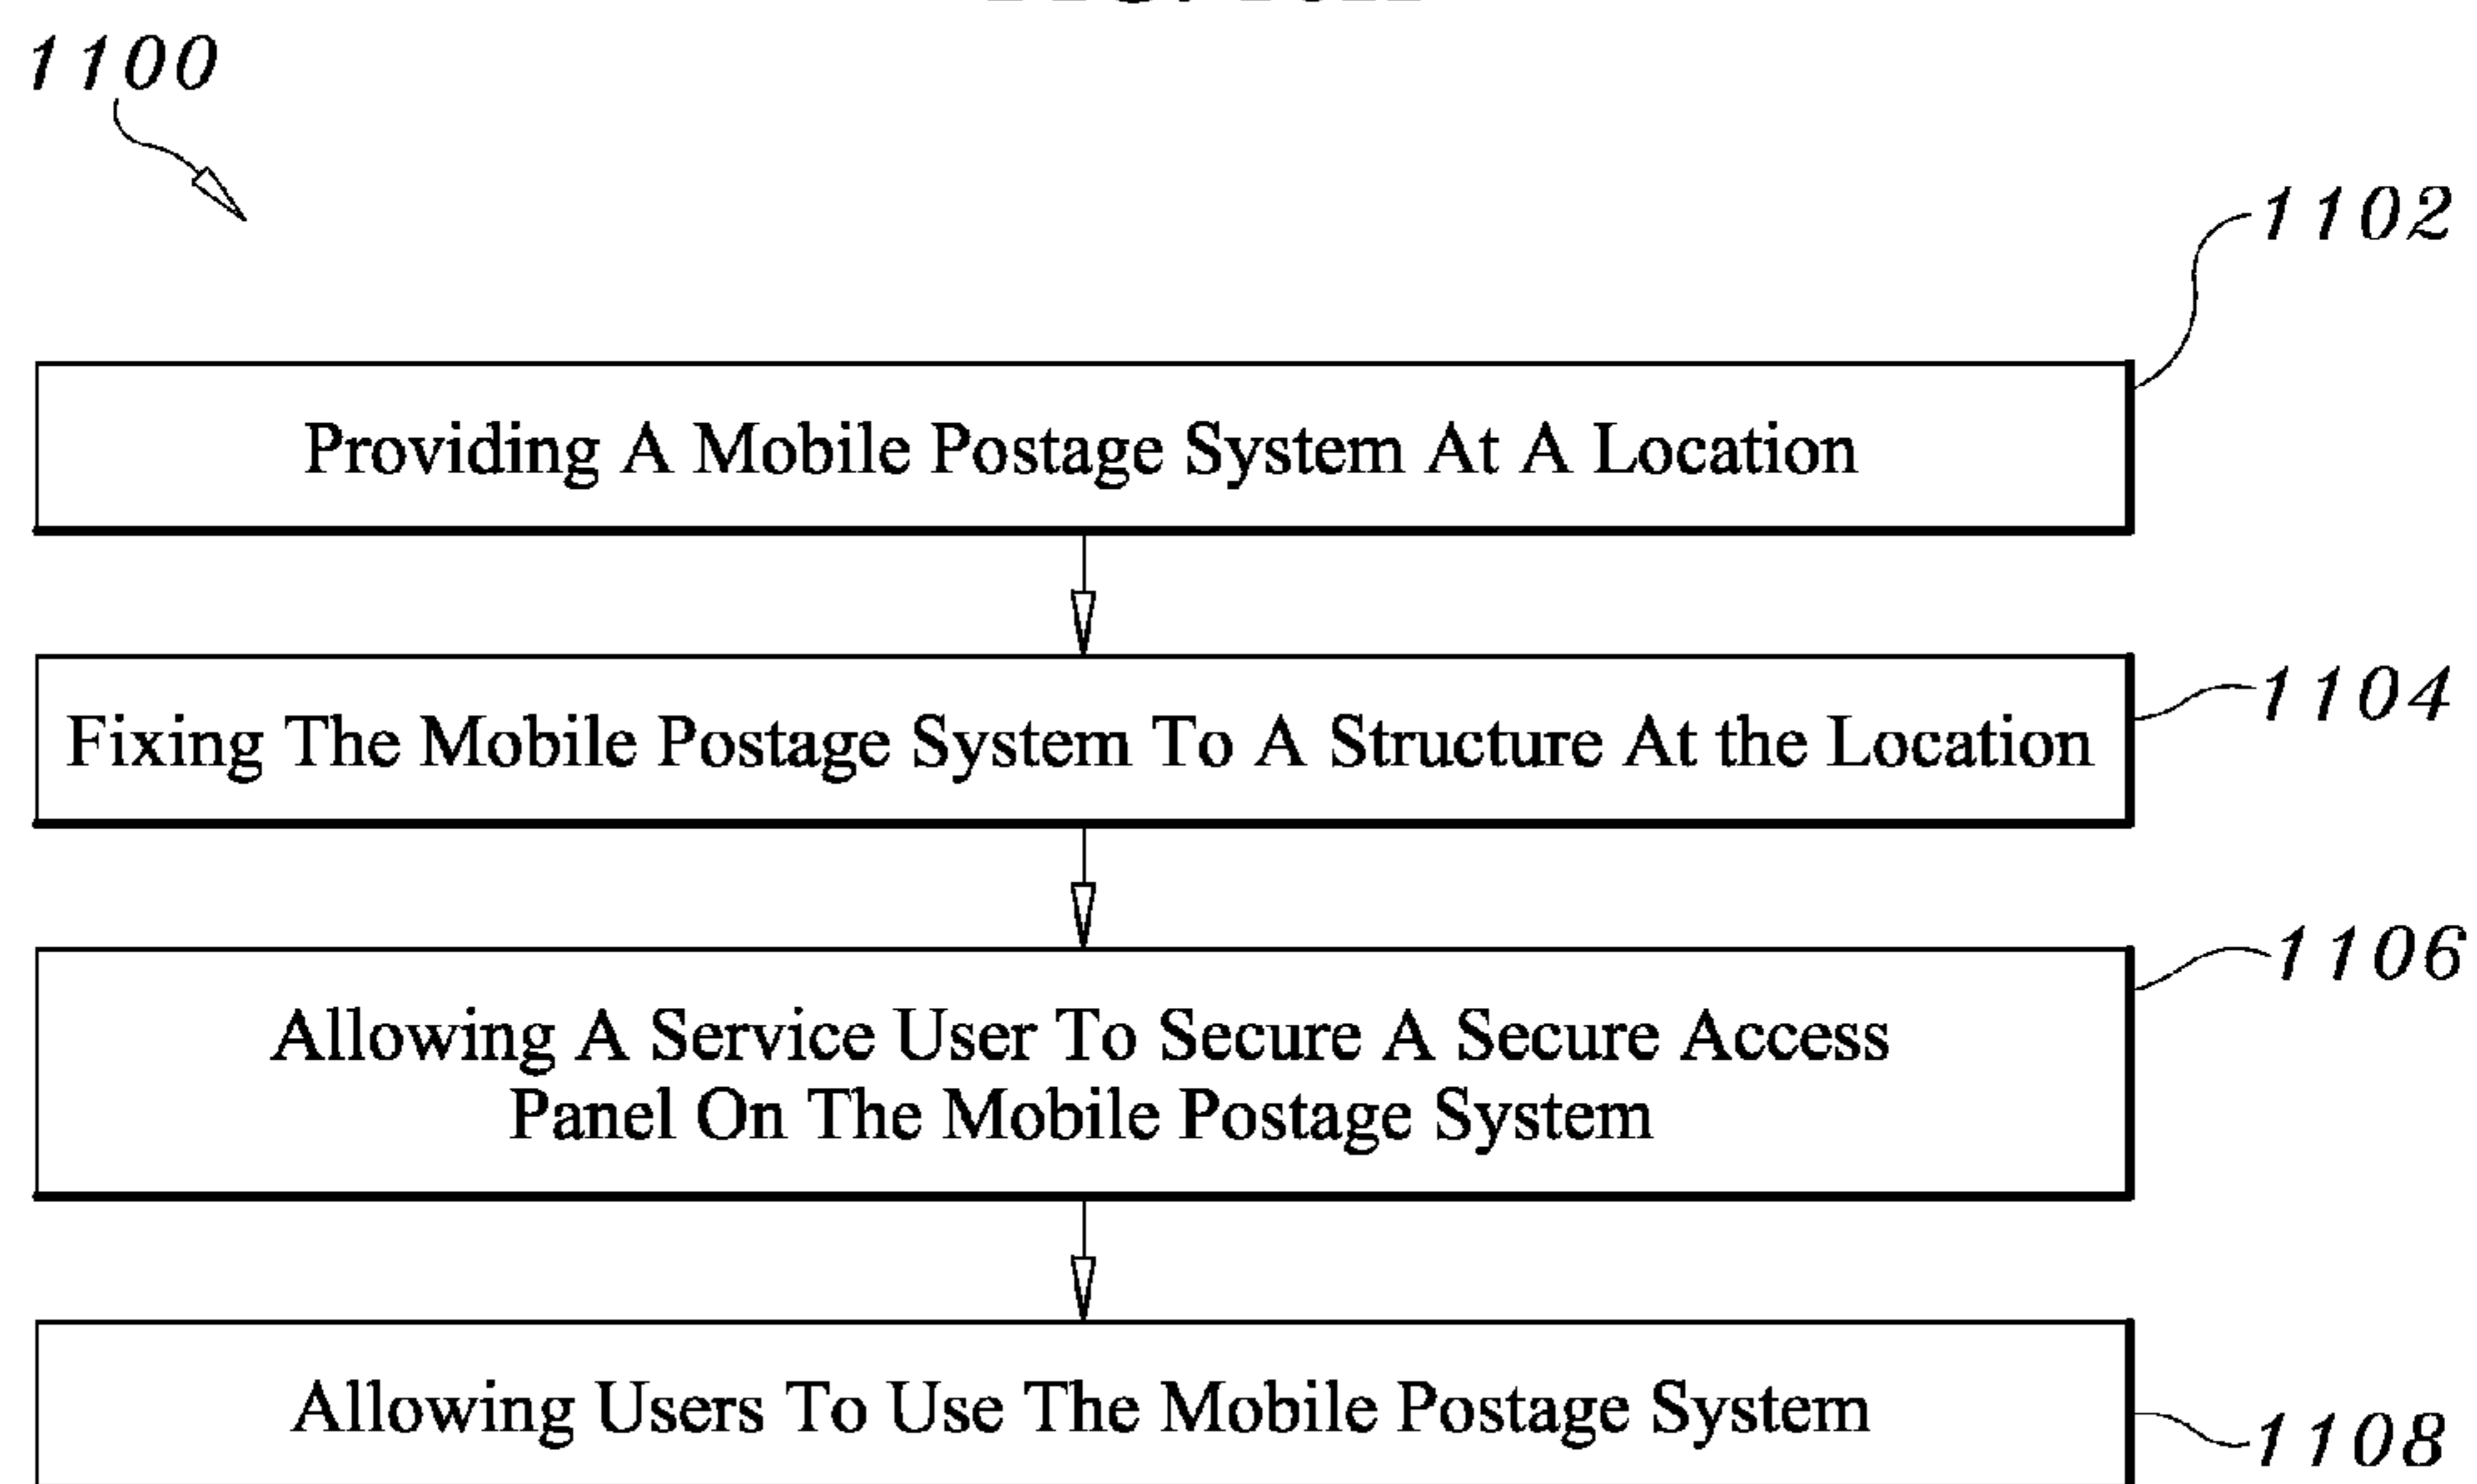 1100
1102
Providing A Mobile Postage System At A Location
Fixing The Mobile Postage System To A Structure At the Location
1104
1106
Allowing A Service User To Secure A Secure Access
Panel On The Mobile Postage System
Allowing Users To Use The Mobile Postage System
1108